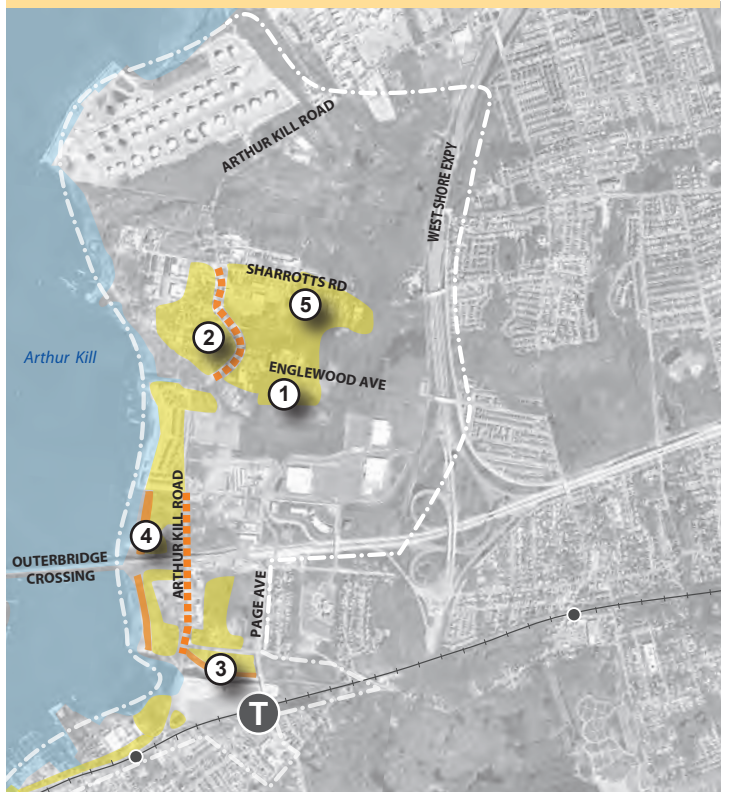 ARTHUR KILL ROAD
WEST SHORE EXPY
SHARROTTS RD
5
2
Arthur Kill
ENGLEWOOD AVE
1
ARTHUR KILL ROAD
4
OUTERBRIDGE
CROSSING
PAGE AVE
3
T